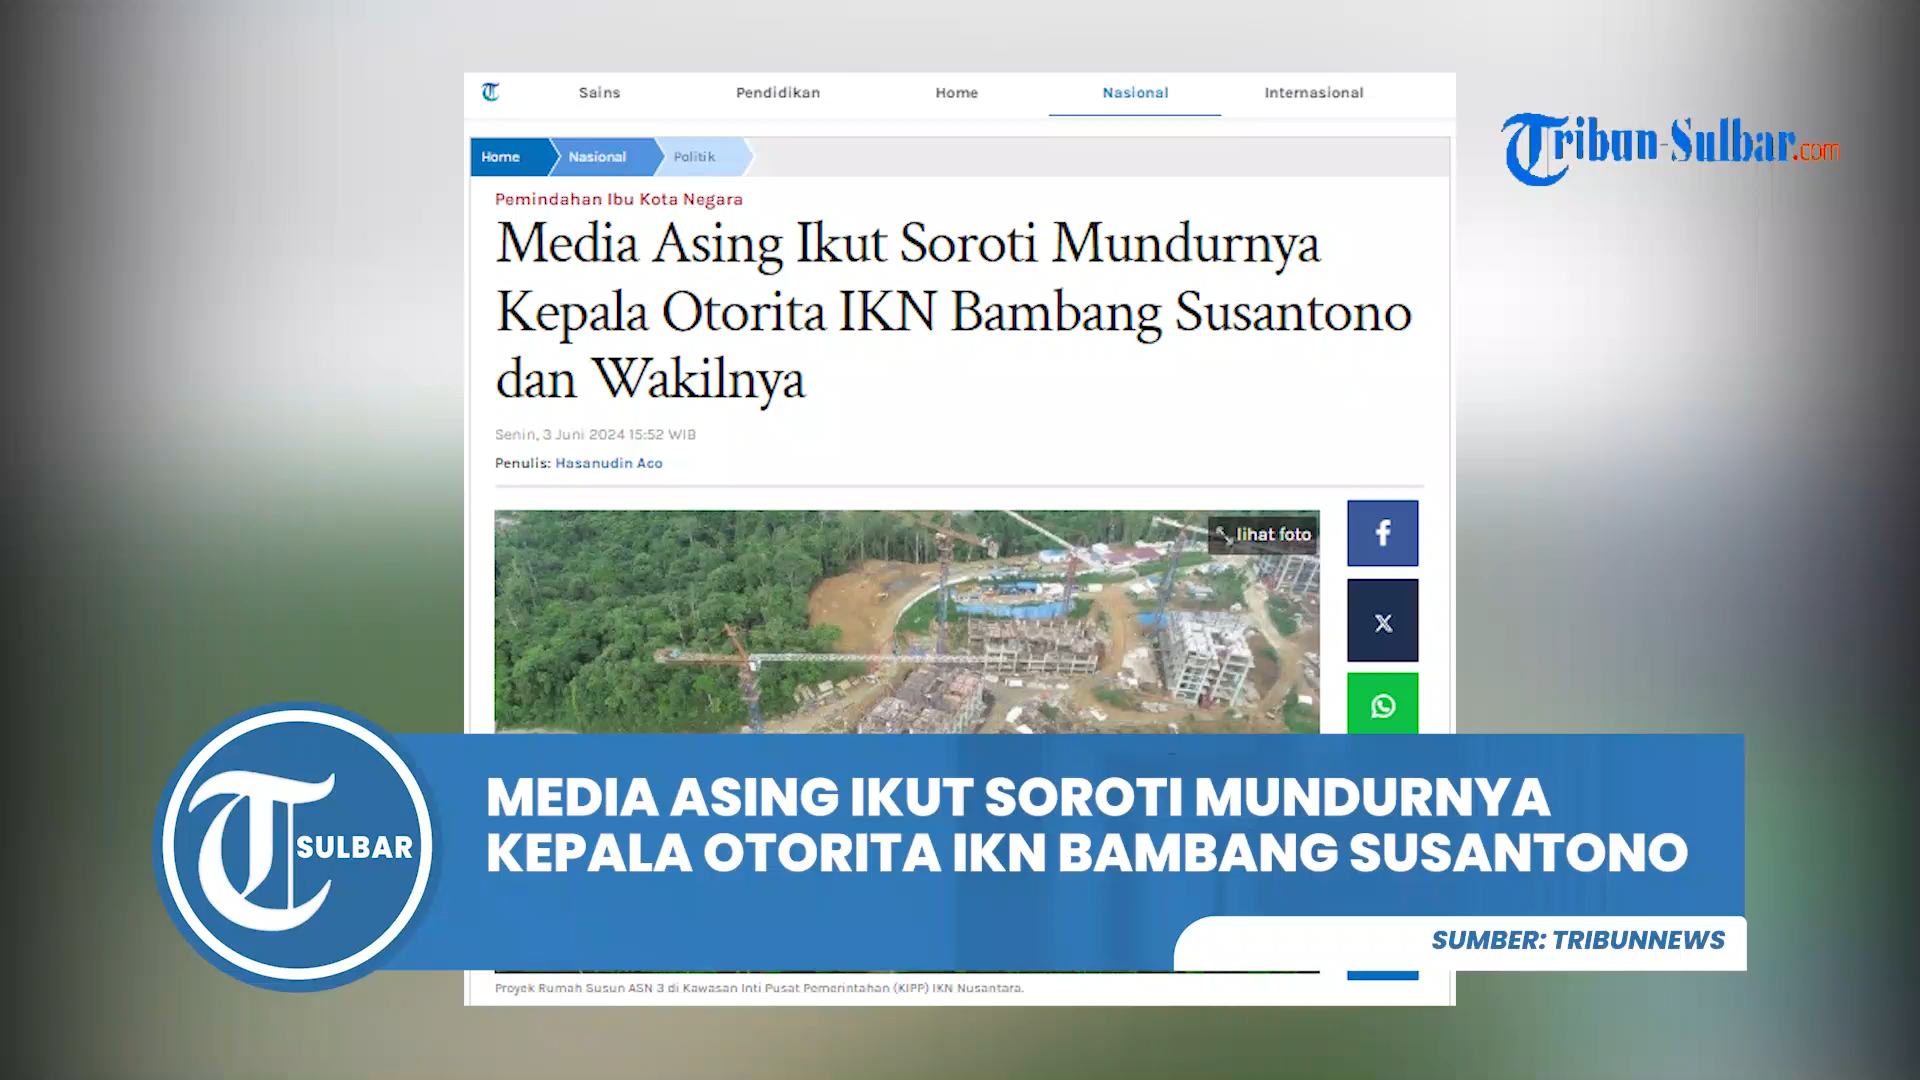 Sains Pendidikan Home Nasional Internasional
Tribun-Sulbar.com
Home Nasional Politik
Pemindahan Ibu Kota Negara
Media Asing Ikut Soroti Mundurnya
Kepala Otorita IKN Bambang Susantono
dan Wakilnya
Senin, 3 Juni 2024 15:52 WIB
Penulis: Hasanudin Aco
lihat foto
MEDIA ASING IKUT SOROTI MUNDURNYA
KEPALA OTORITA IKN BAMBANG SUSANTONO
T SULBAR
SUMBER: TRIBUNNEWS
Proyek Rumah Susun ASN 3 di Kawasan Inti Pusat Pemerintahan (KIPP) IKN Nusantara.